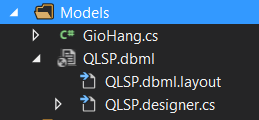 Models
C# GioHang.cs
QLSP.dbml
QLSP.dbml.layout
QLSP.designer.cs